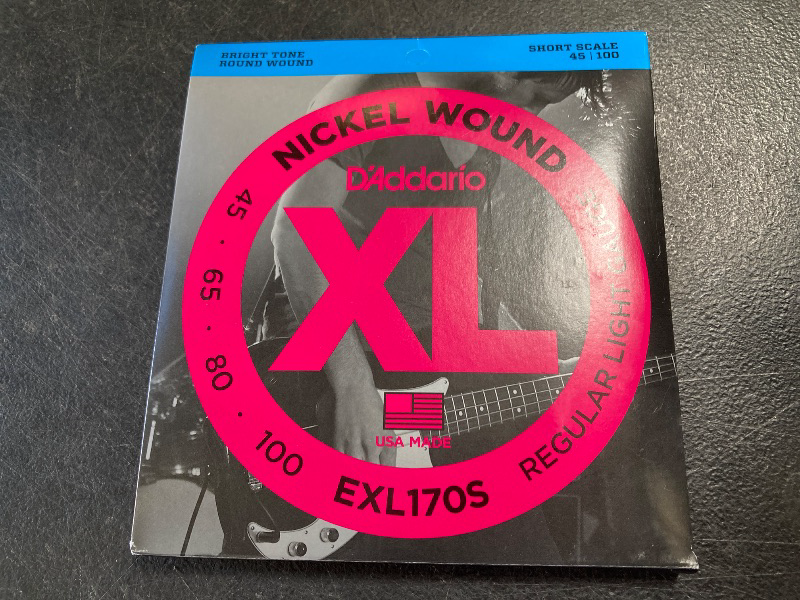 BRIGHT TONE
ROUND WOUND
SHORT SCALE
45 | 100
NICKEL WOUND
D'Addario
XL
USA MADE
45 · 65 · 80 · 100
EXL170S
REGULAR LIGHT GAUGE